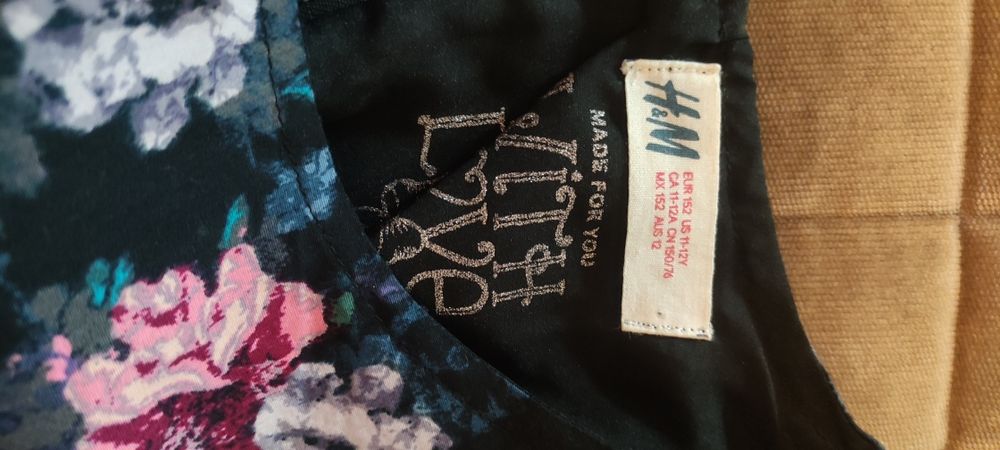 H&M
EUR 152 US 11-12Y
CA 11-12A CN 150/76
MX 152 AUS 12
MADE FOR YOU
with